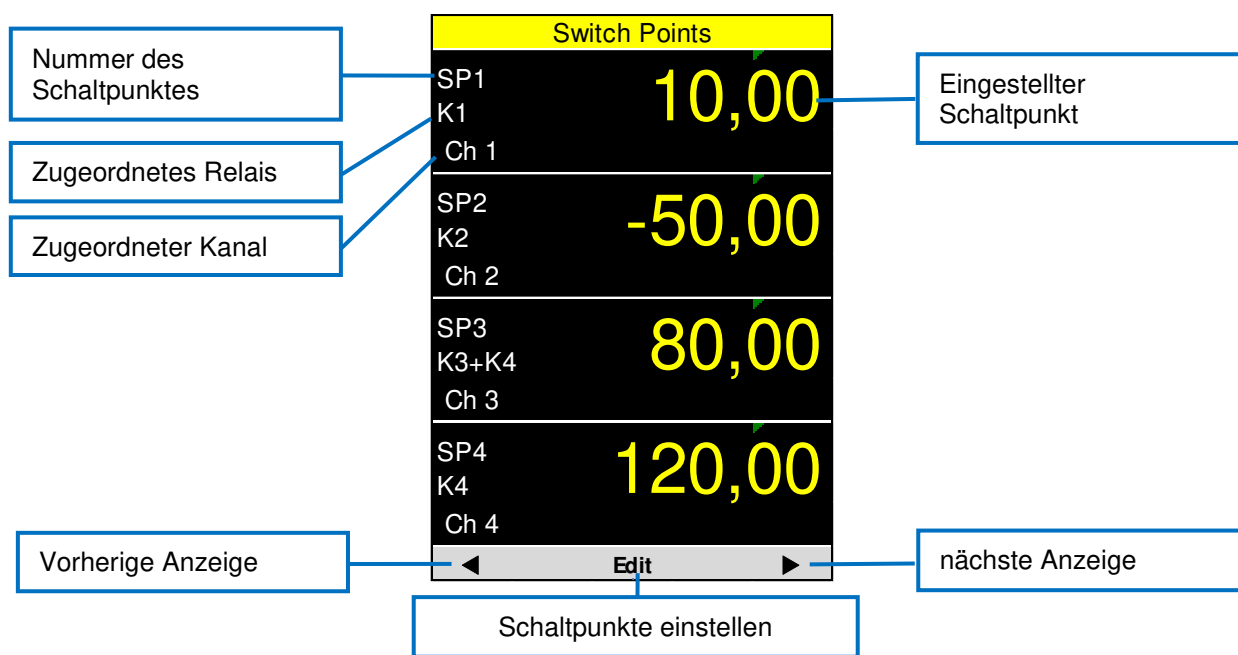 Switch Points
Nummer des
Schaltpunktes
Zugeordnetes Relais
Zugeordneter Kanal
SP1
K1
Ch 1
10,00
Eingestellter
Schaltpunkt
SP2
K2
Ch 2
-50,00
SP3
K3+K4
Ch 3
80,00
SP4
K4
Ch 4
120,00
Vorherige Anzeige
Edit
nächste Anzeige
Schaltpunkte einstellen